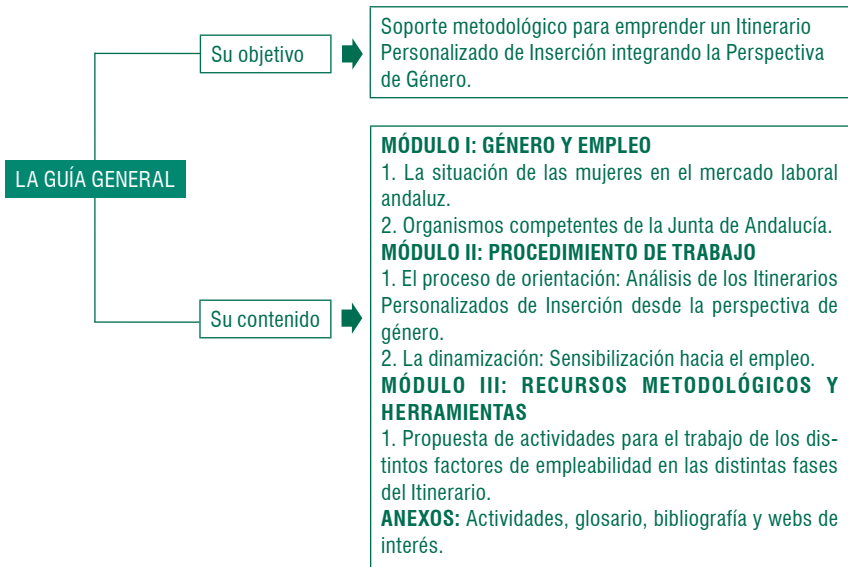 LA GUÍA GENERAL
Su objetivo
Soporte metodológico para emprender un Itinerario
Personalizado de Inserción integrando la Perspectiva
de Género.
Su contenido
MÓDULO I: GÉNERO Y EMPLEO
1. La situación de las mujeres en el mercado laboral
andaluz.
2. Organismos competentes de la Junta de Andalucía.
MÓDULO II: PROCEDIMIENTO DE TRABAJO
1. El proceso de orientación: Análisis de los Itinerarios
Personalizados de Inserción desde la perspectiva de
género.
2. La dinamización: Sensibilización hacia el empleo.
MÓDULO III: RECURSOS METODOLÓGICOS Y
HERRAMIENTAS
1. Propuesta de actividades para el trabajo de los dis-
tintos factores de empleabilidad en las distintas fases
del Itinerario.
ANEXOS: Actividades, glosario, bibliografía y webs de
interés.